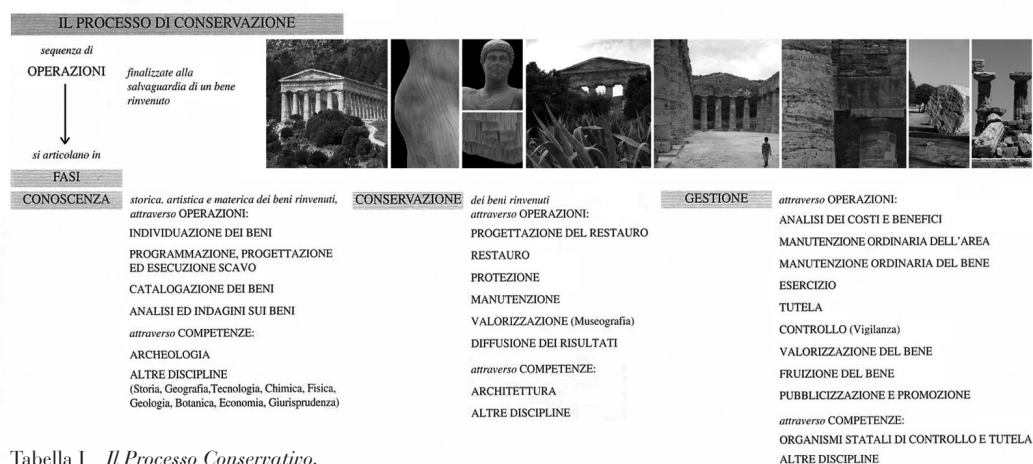 IL PROCESSO DI CONSERVAZIONE
sequenza di
OPERAZIONI
finalizzate alla
salvaguardia di un bene
rinvenuto
si articolano in
FASI
CONOSCENZA
storica, artistica e materica dei beni rinvenuti,
attraverso OPERAZIONI:
INDIVIDUAZIONE DEI BENI
PROGRAMMAZIONE, PROGETTAZIONE
ED ESECUZIONE SCAVO
CATALOGAZIONE DEI BENI
ANALISI ED INDAGINI SUI BENI
attraverso COMPETENZE:
ARCHEOLOGIA
ALTRE DISCIPLINE
(Storia, Geografia,Tecnologia, Chimica, Fisica,
Geologia, Botanica, Economia, Giurisprudenza)
CONSERVAZIONE
dei beni rinvenuti
attraverso OPERAZIONI:
PROGETTAZIONE DEL RESTAURO
RESTAURO
PROTEZIONE
MANUTENZIONE
VALORIZZAZIONE (Museografia)
DIFFUSIONE DEI RISULTATI
attraverso COMPETENZE:
ARCHITETTURA
ALTRE DISCIPLINE
GESTIONE
attraverso OPERAZIONI:
ANALISI DEI COSTI E BENEFICI
MANUTENZIONE ORDINARIA DELL'AREA
MANUTENZIONE ORDINARIA DEL BENE
ESERCIZIO
TUTELA
CONTROLLO (Vigilanza)
VALORIZZAZIONE DEL BENE
FRUIZIONE DEL BENE
PUBBLICIZZAZIONE E PROMOZIONE
attraverso COMPETENZE:
ORGANISMI STATALI DI CONTROLLO E TUTELA
ALTRE DISCIPLINE
Tabella I Il Processo Conservativo.